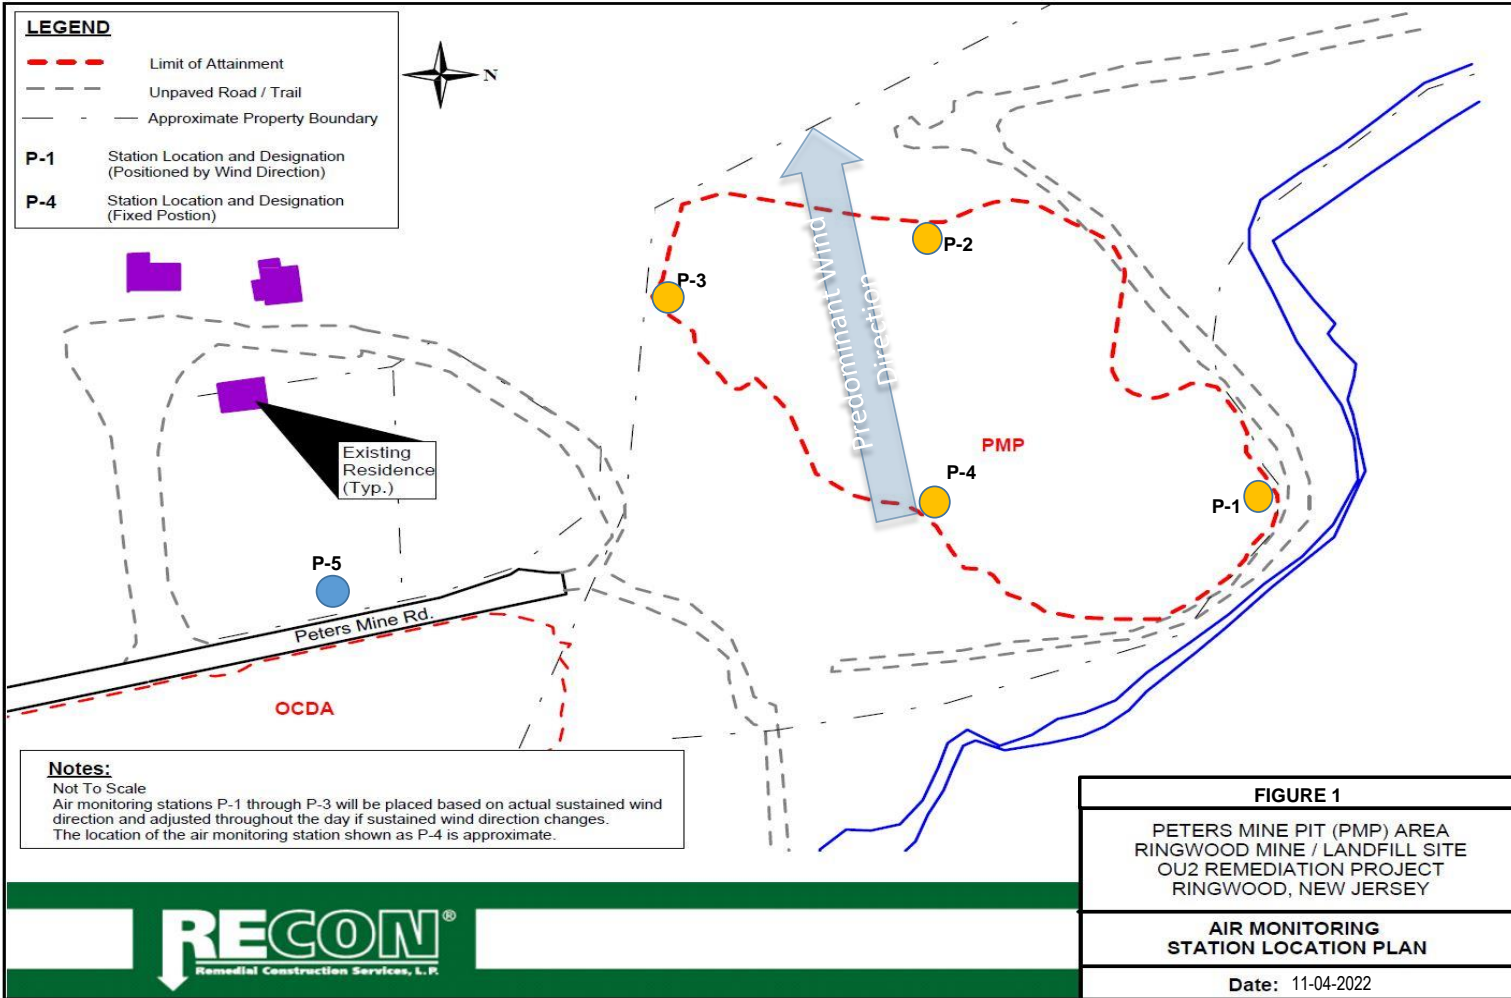 LEGEND
Limit of Attainment
Unpaved Road / Trail
Approximate Property Boundary
P-1 Station Location and Designation
(Positioned by Wind Direction)
P-4 Station Location and Designation
(Fixed Postion)
N
P-2
P-3
Predominant Wind
Direction
PMP
P-4
P-1
Existing
Residence
(Typ.)
P-5
Peters Mine Rd.
OCDA
Notes:
Not To Scale
Air monitoring stations P-1 through P-3 will be placed based on actual sustained wind
direction and adjusted throughout the day if sustained wind direction changes.
The location of the air monitoring station shown as P-4 is approximate.
RECON®
Remedial Construction Services, L.P.
FIGURE 1
PETERS MINE PIT (PMP) AREA
RINGWOOD MINE / LANDFILL SITE
OU2 REMEDIATION PROJECT
RINGWOOD, NEW JERSEY
AIR MONITORING
STATION LOCATION PLAN
Date: 11-04-2022